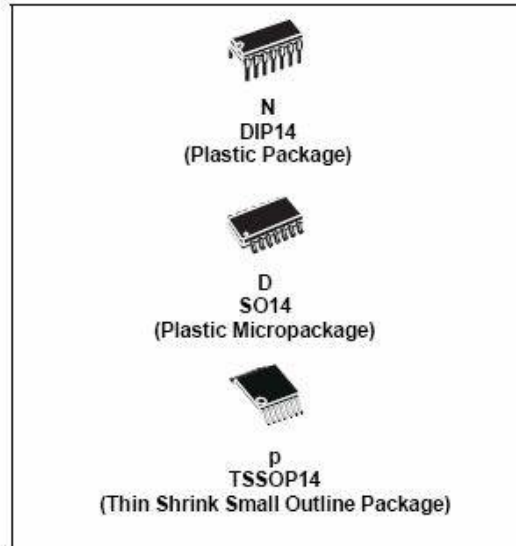 N
DIP14
(Plastic Package)
D
SO14
(Plastic Micropackage)
p
TSSOP14
(Thin Shrink Small Outline Package)